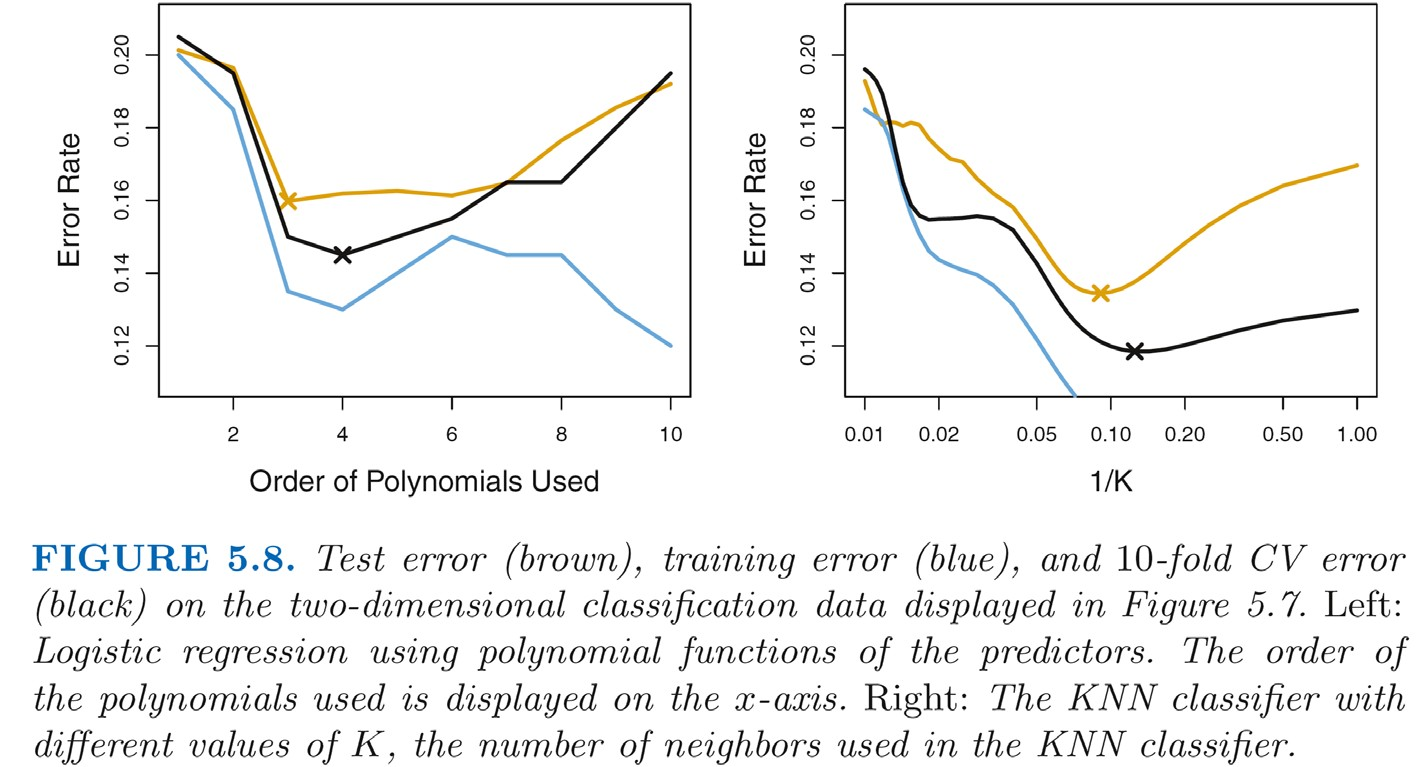 0.20
0.18
0.16
0.14
0.12
Error Rate
2 4 6 8 10
Order of Polynomials Used
0.20
0.18
0.16
0.14
0.12
Error Rate
0.01 0.02 0.05 0.10 0.20 0.50 1.00
1/K
FIGURE 5.8. Test error (brown), training error (blue), and 10-fold CV error
(black) on the two-dimensional classification data displayed in Figure 5.7. Left:
Logistic regression using polynomial functions of the predictors. The order of
the polynomials used is displayed on the x-axis. Right: The KNN classifier with
different values of K, the number of neighbors used in the KNN classifier.